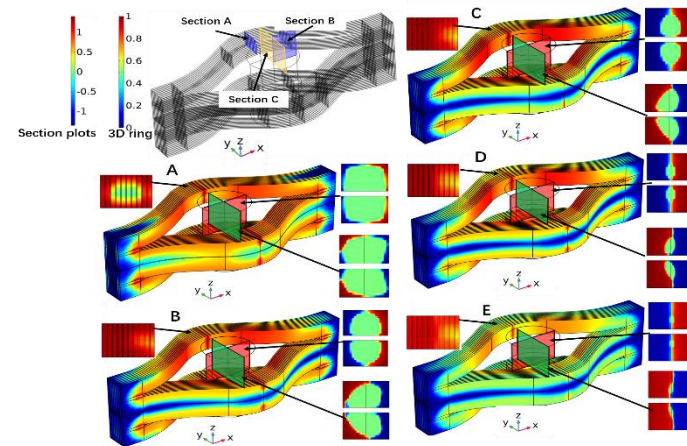 Section A
Section B
Section C
1
0.5
0
-0.5
-1
1
0.8
0.6
0.4
0.2
0
Section plots
3D ring
z
y
x
C
z
y
x
A
z
y
x
D
z
y
x
B
z
y
x
E
z
y
x